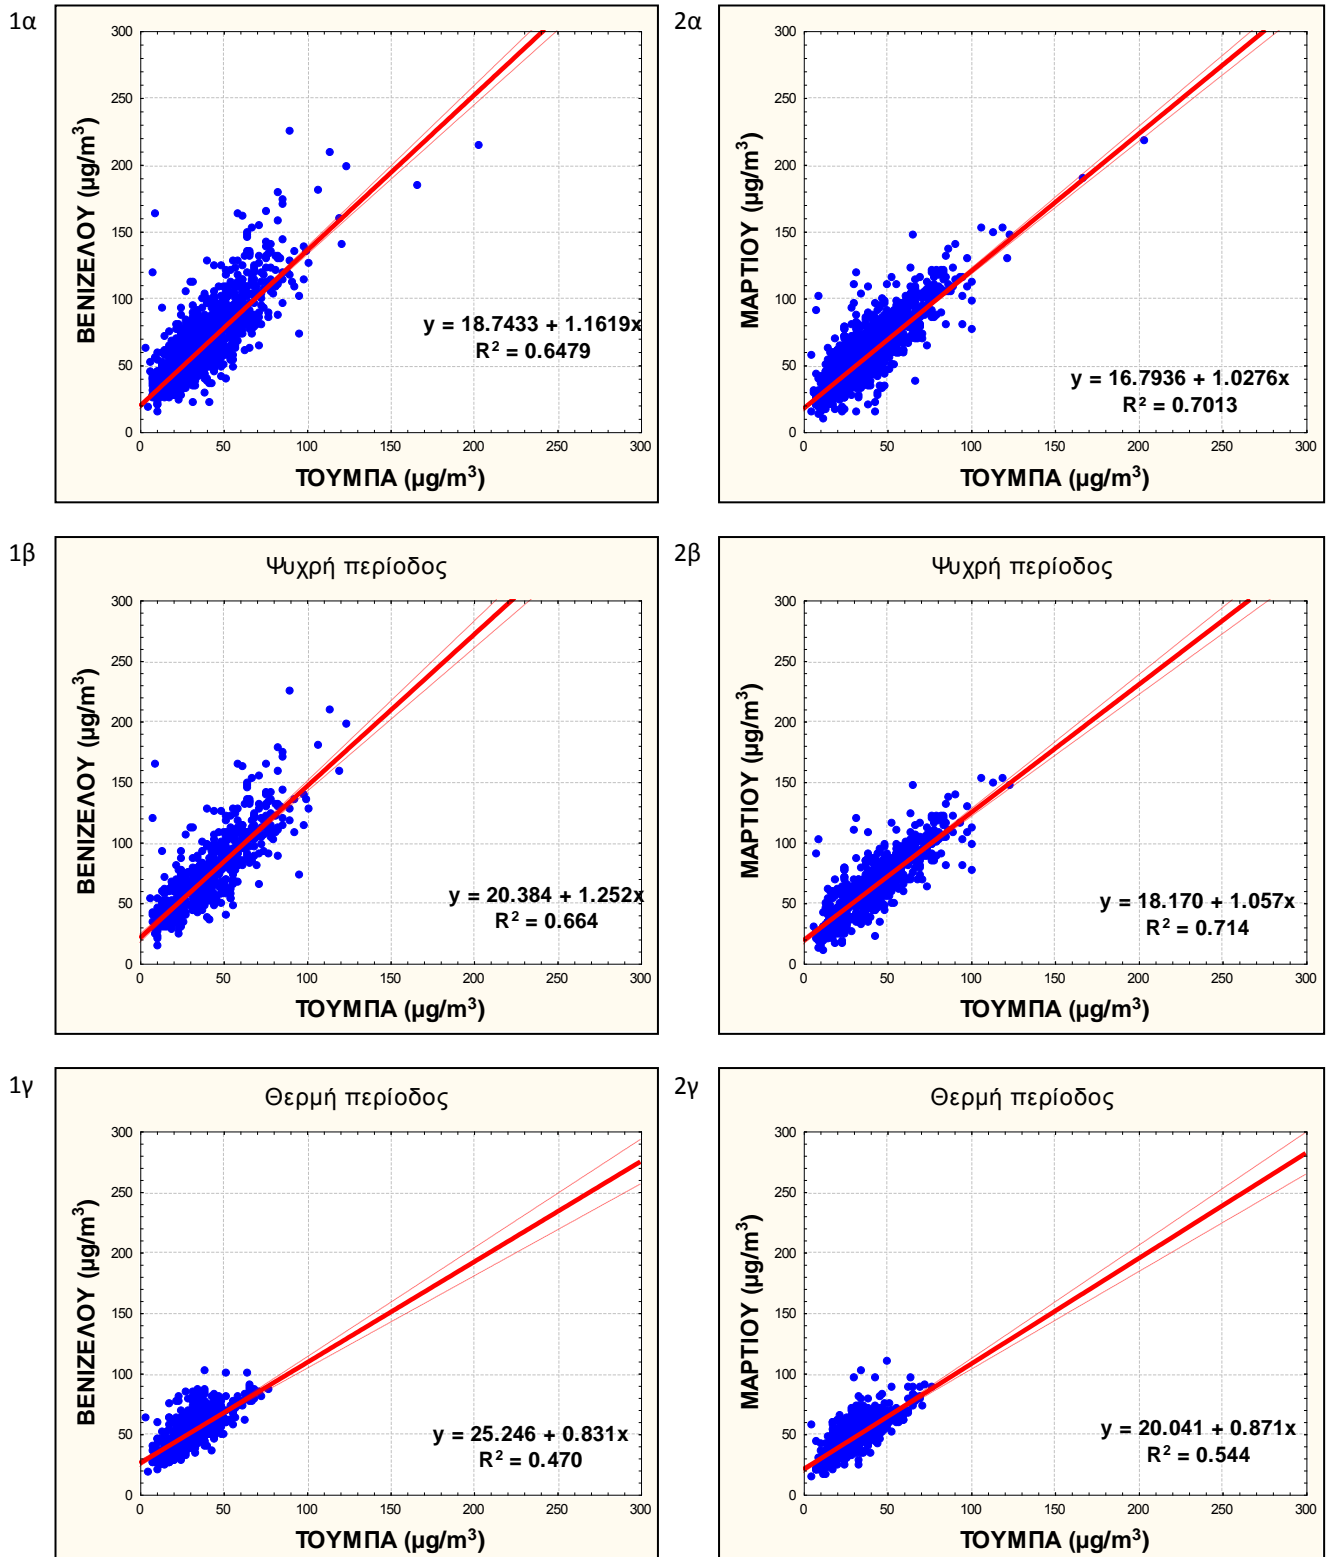 1α
300
250
200
150
100
50
0
ΒΕΝΙΖΕΛΟΥ (µg/m³)
y = 18.7433 + 1.1619x
R² = 0.6479
0 50 100 150 200 250 300
ΤΟΥΜΠΑ (µg/m³)
2α
300
250
200
150
100
50
0
ΜΑΡΤΙΟΥ (µg/m³)
y = 16.7936 + 1.0276x
R² = 0.7013
0 50 100 150 200 250 300
ΤΟΥΜΠΑ (µg/m³)
1β
Ψυχρή περίοδος
300
250
200
150
100
50
0
ΒΕΝΙΖΕΛΟΥ (µg/m³)
y = 20.384 + 1.252x
R² = 0.664
0 50 100 150 200 250 300
ΤΟΥΜΠΑ (µg/m³)
2β
Ψυχρή περίοδος
300
250
200
150
100
50
0
ΜΑΡΤΙΟΥ (µg/m³)
y = 18.170 + 1.057x
R² = 0.714
0 50 100 150 200 250 300
ΤΟΥΜΠΑ (µg/m³)
1γ
Θερμή περίοδος
300
250
200
150
100
50
0
ΒΕΝΙΖΕΛΟΥ (µg/m³)
y = 25.246 + 0.831x
R² = 0.470
0 50 100 150 200 250 300
ΤΟΥΜΠΑ (µg/m³)
2γ
Θερμή περίοδος
300
250
200
150
100
50
0
ΜΑΡΤΙΟΥ (µg/m³)
y = 20.041 + 0.871x
R² = 0.544
0 50 100 150 200 250 300
ΤΟΥΜΠΑ (µg/m³)